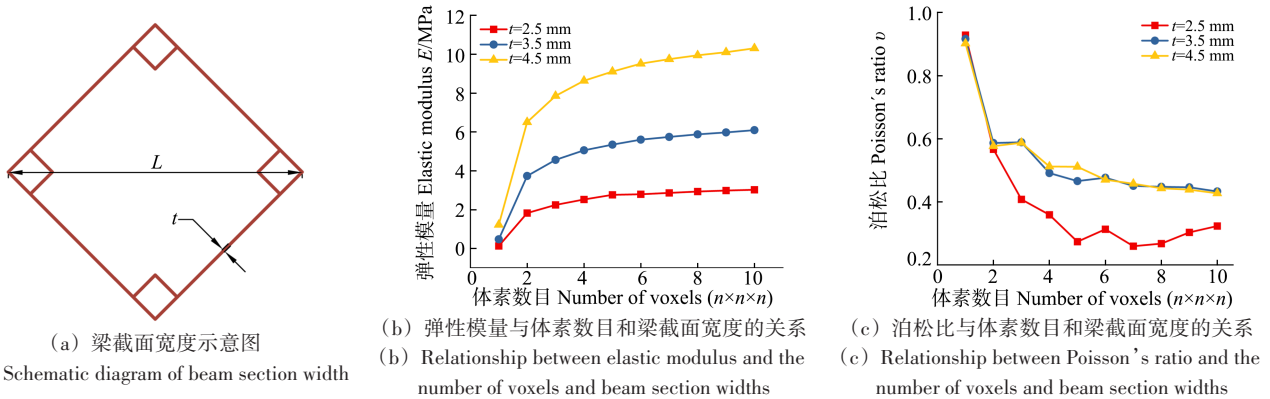 L
t
(a) 梁截面宽度示意图
Schematic diagram of beam section width
弹性模量 Elastic modulus E/MPa
12
10
8
6
4
2
0
t=2.5 mm
t=3.5 mm
t=4.5 mm
0 2 4 6 8 10
体素数目 Number of voxels (n×n×n)
(b) 弹性模量与体素数目和梁截面宽度的关系
(b) Relationship between elastic modulus and the
number of voxels and beam section widths
泊松比 Poisson′s ratio υ
1.0
0.8
0.6
0.4
0.2
t=2.5 mm
t=3.5 mm
t=4.5 mm
0 2 4 6 8 10
体素数目 Number of voxels (n×n×n)
(c) 泊松比与体素数目和梁截面宽度的关系
(c) Relationship between Poisson’s ratio and the
number of voxels and beam section widths